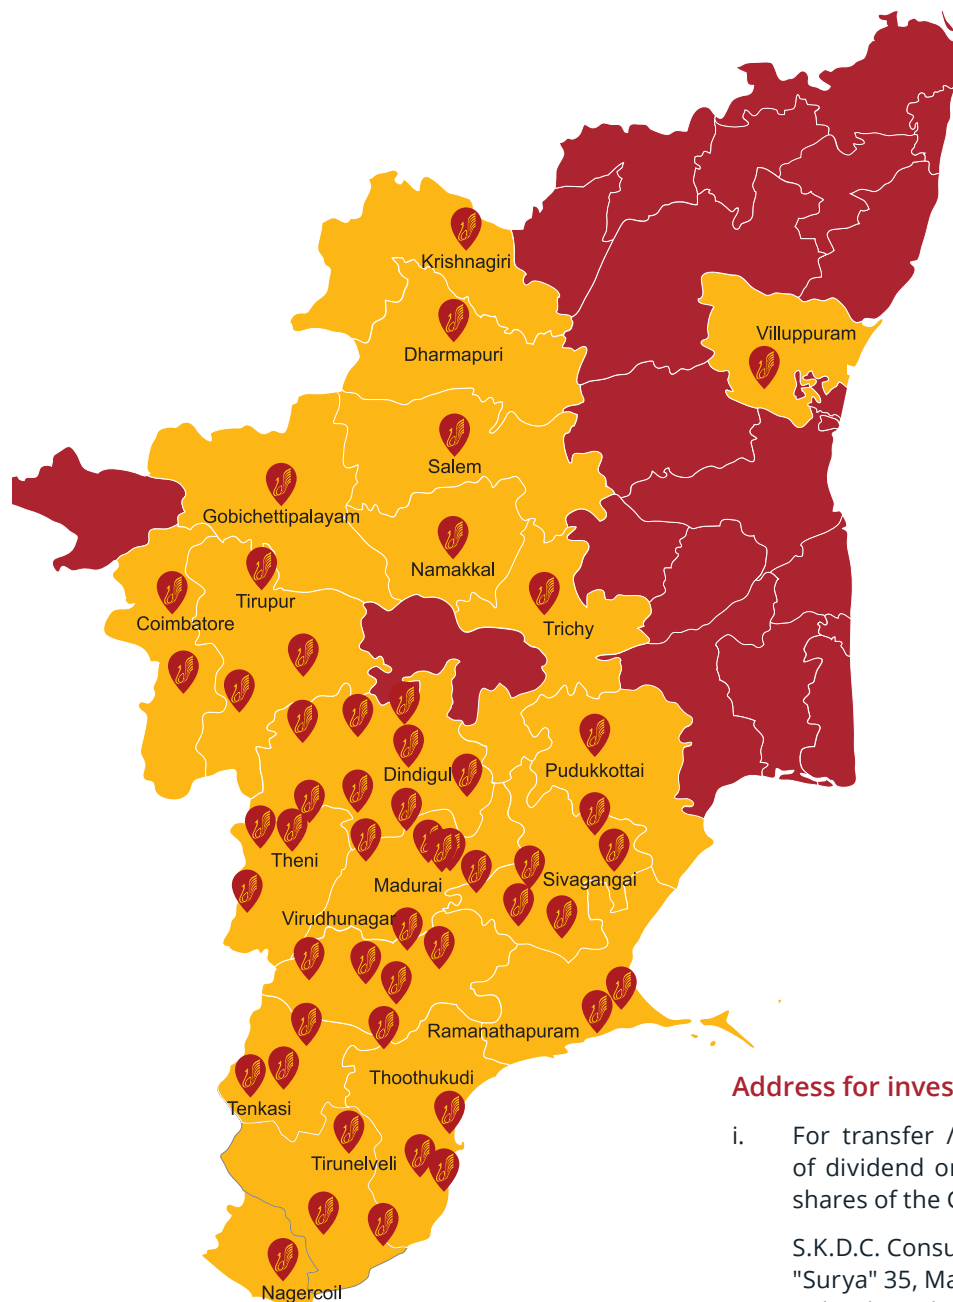 Krishnagiri
Villuppuram
Dharmapuri
Salem
Gobichettipalayam
Namakkal
Tirupur
Coimbatore
Trichy
Pudukkottai
Dindigul
Theni
Madurai
Sivagangai
Virudhunagar
Ramanathapuram
Thoothukudi
Tenkasi
Tirunelveli
Nagercoil
Address for inves
i. For transfer /
of dividend or
shares of the
S.K.D.C. Consu
"Surya" 35, Ma